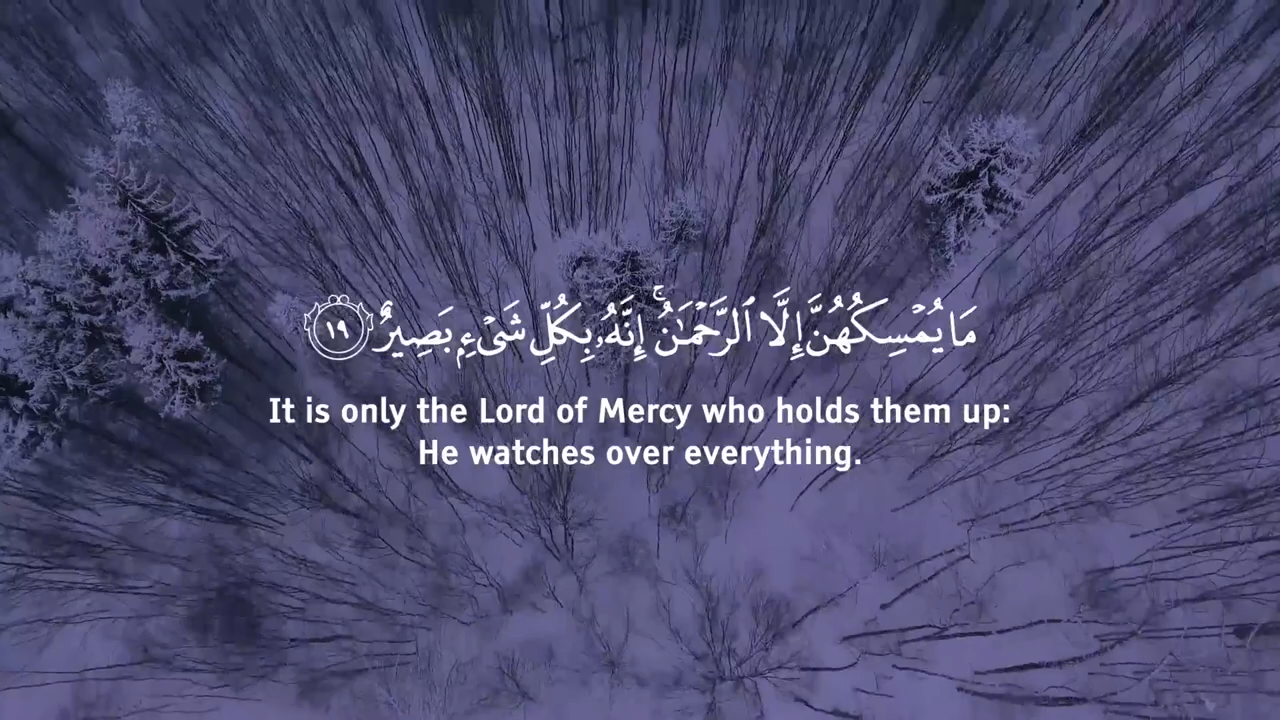 مَا يُمْسِكُهُنَّ إِلَّا ٱلرَّحْمَـٰنُ ۚ إِنَّهُۥ بِكُلِّ شَىْءٍۭ بَصِيرٌ ١٩
It is only the Lord of Mercy who holds them up:
He watches over everything.